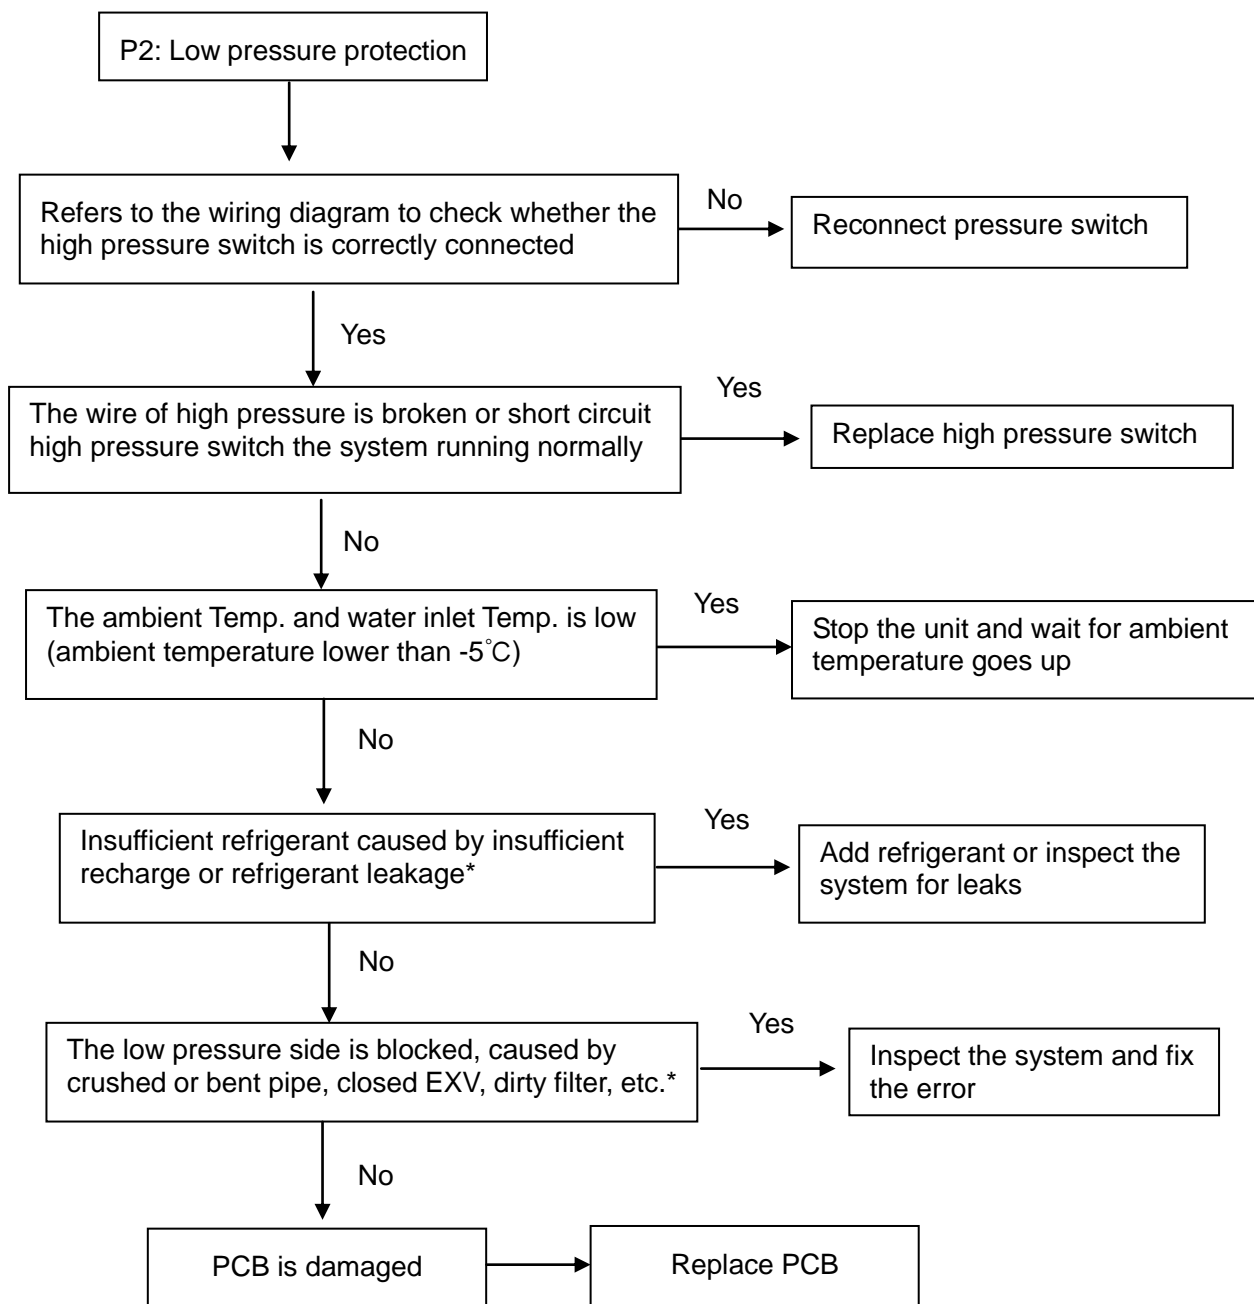 P2: Low pressure protection
Refers to the wiring diagram to check whether the
high pressure switch is correctly connected
No
Reconnect pressure switch
Yes
The wire of high pressure is broken or short circuit
high pressure switch the system running normally
Yes
Replace high pressure switch
No
The ambient Temp. and water inlet Temp. is low
(ambient temperature lower than -5°C)
Yes
Stop the unit and wait for ambient
temperature goes up
No
Insufficient refrigerant caused by insufficient
recharge or refrigerant leakage*
Yes
Add refrigerant or inspect the
system for leaks
No
The low pressure side is blocked, caused by
crushed or bent pipe, closed EXV, dirty filter, etc.*
Yes
Inspect the system and fix
the error
No
PCB is damaged
Replace PCB